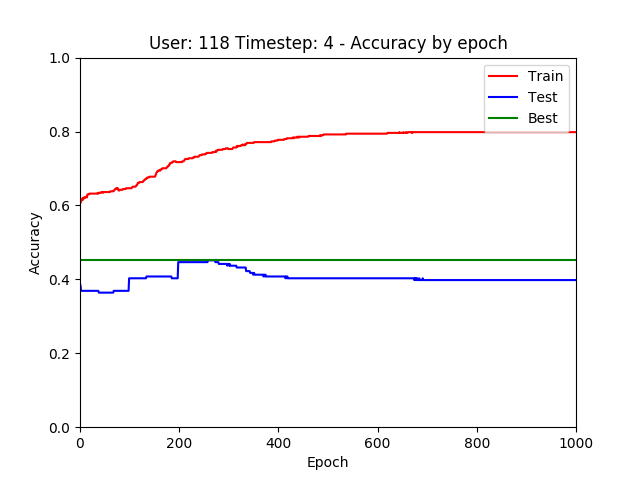 User: 118 Timestep: 4 - Accuracy by epoch
1.0
0.8
0.6
0.4
0.2
0.0
Accuracy
Train
Test
Best
0 200 400 600 800 1000
Epoch